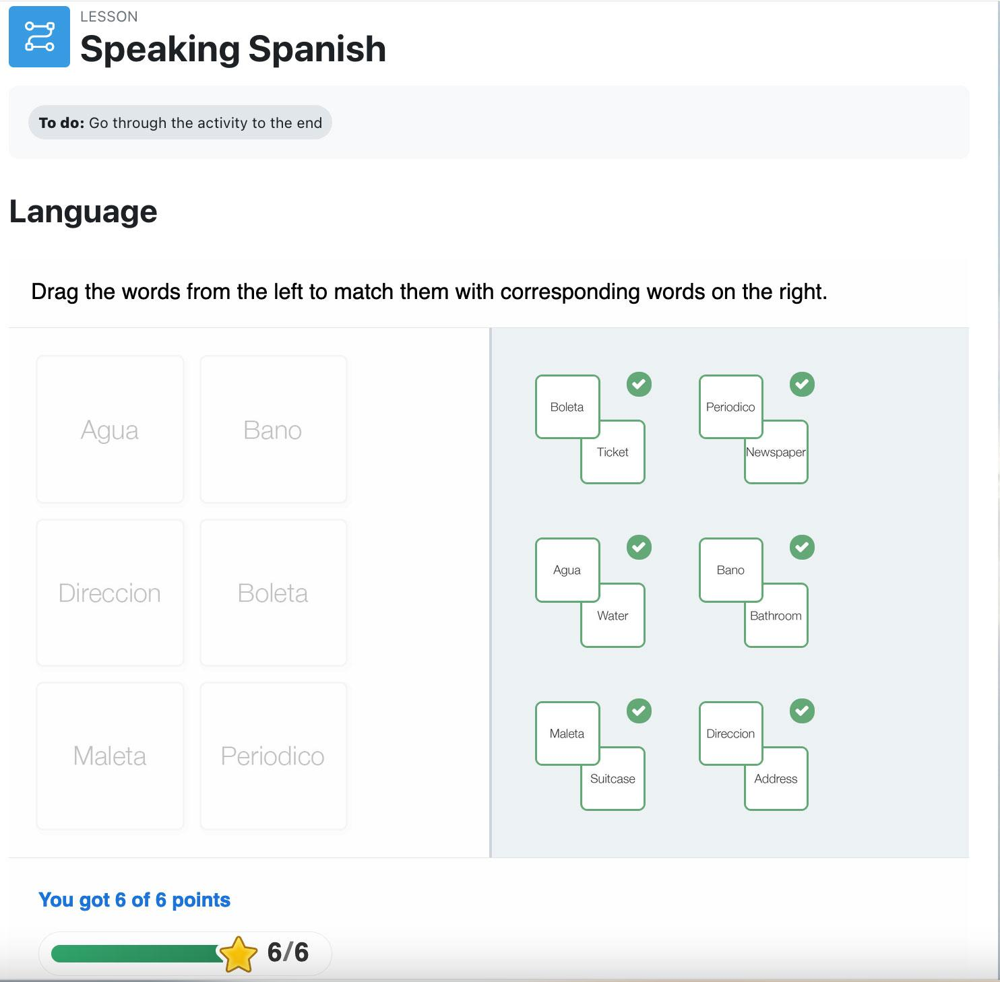 LESSON
Speaking Spanish
To do: Go through the activity to the end
Language
Drag the words from the left to match them with corresponding words on the right.
Agua
Bano
Direccion
Boleta
Maleta
Periodico
Boleta
Ticket
Periodico
Newspaper
Agua
Water
Bano
Bathroom
Maleta
Suitcase
Direccion
Address
You got 6 of 6 points
6/6